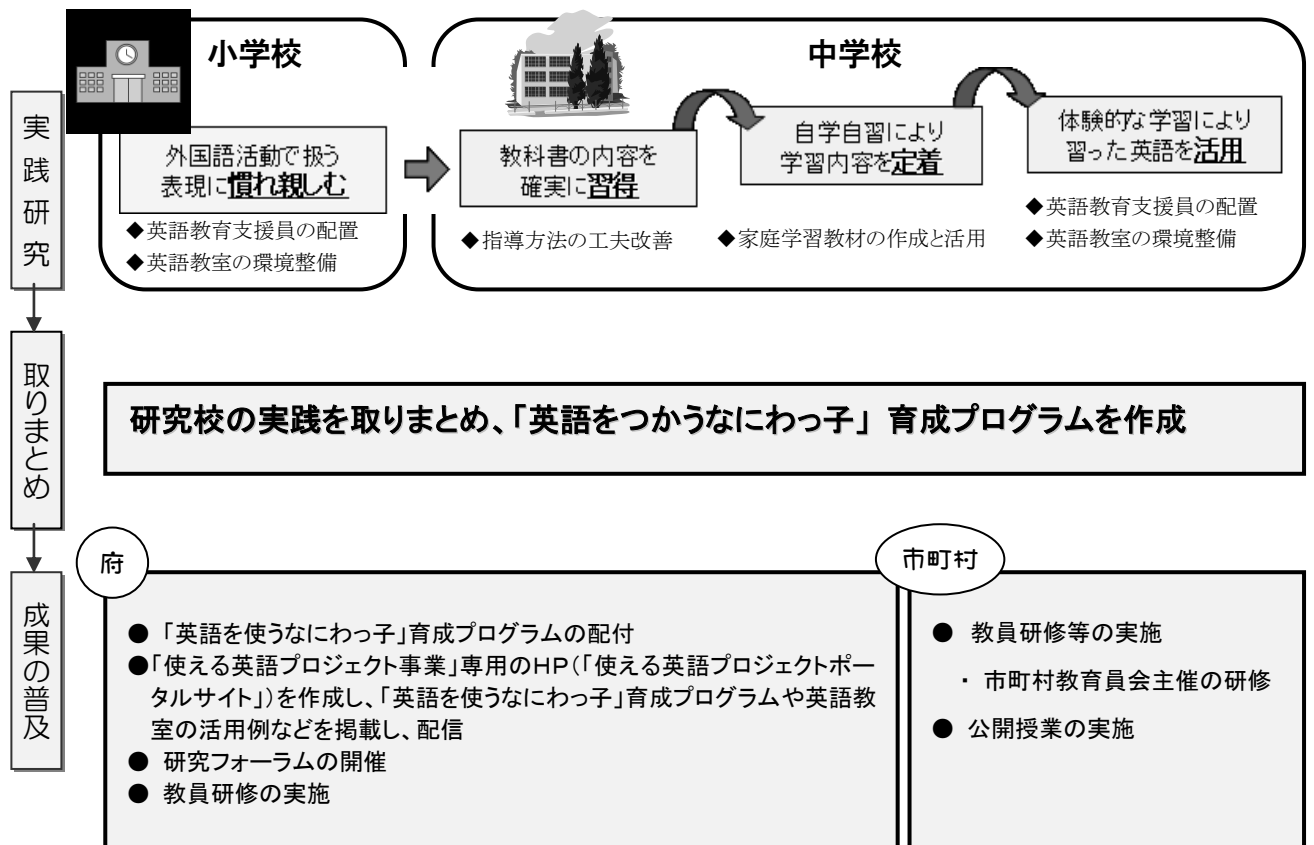 小学校
中学校
実践研究
外国語活動で扱う
表現に慣れ親しむ
◆英語教育支援員の配置
◆英語教室の環境整備
教科書の内容を
確実に習得
◆指導方法の工夫改善
自学自習により
学習内容を定着
◆家庭学習教材の作成と活用
体験的な学習により
習った英語を活用
◆英語教育支援員の配置
◆英語教室の環境整備
取りまとめ
研究校の実践を取りまとめ、「英語をつかうなにわっ子」 育成プログラムを作成
成果の普及
府
● 「英語を使うなにわっ子」育成プログラムの配付
●「使える英語プロジェクト事業」専用のHP(「使える英語プロジェクトポー
タルサイト」)を作成し、「英語を使うなにわっ子」育成プログラムや英語教
室の活用例などを掲載し、配信
● 研究フォーラムの開催
● 教員研修の実施
市町村
● 教員研修等の実施
・ 市町村教育員会主催の研修
● 公開授業の実施